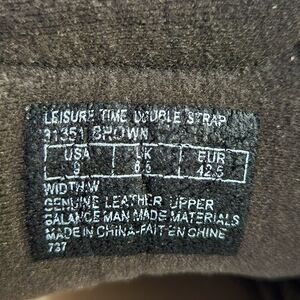 LEISURE TIME DOUBLE STRAP
31351 BROWN
USA UK EUR
9 8.5 42.5
WIDTH:W
GENUINE LEATHER UPPER
BALANCE MAN MADE MATERIALS
MADE IN CHINA-FAIT EN CHINE
737